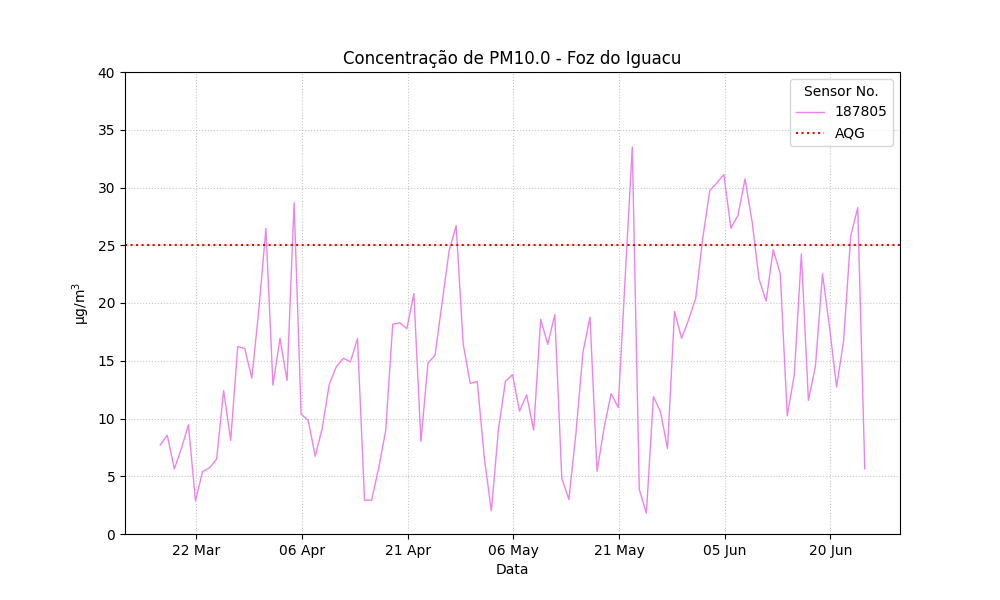 Concentração de PM10.0 - Foz do Iguacu
40
35
30
25
20
15
10
5
0
µg/m³
Sensor No.
187805
AQG
22 Mar
06 Apr
21 Apr
06 May
21 May
05 Jun
20 Jun
Data